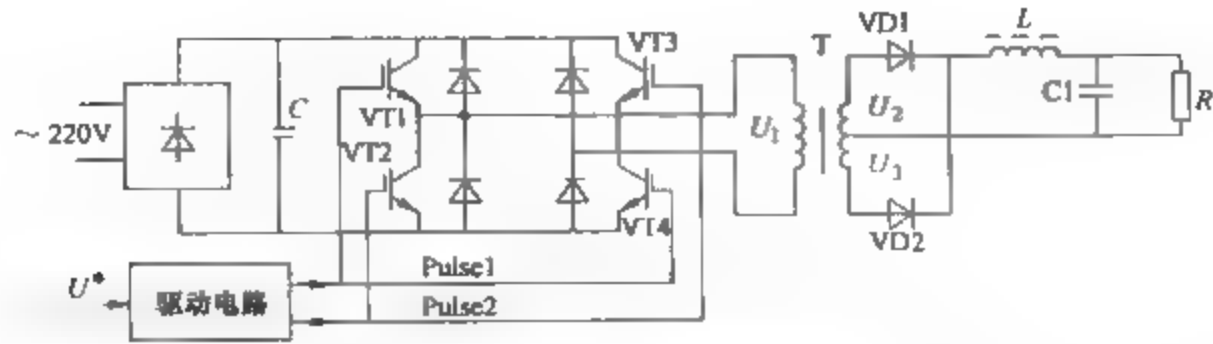 VT3
VD1
L
T
~ 220V
C
VT1
VT2
U₁
U₂
C1
R
U₃
VT4
VD2
U*
驱动电路
Pulse1
Pulse2